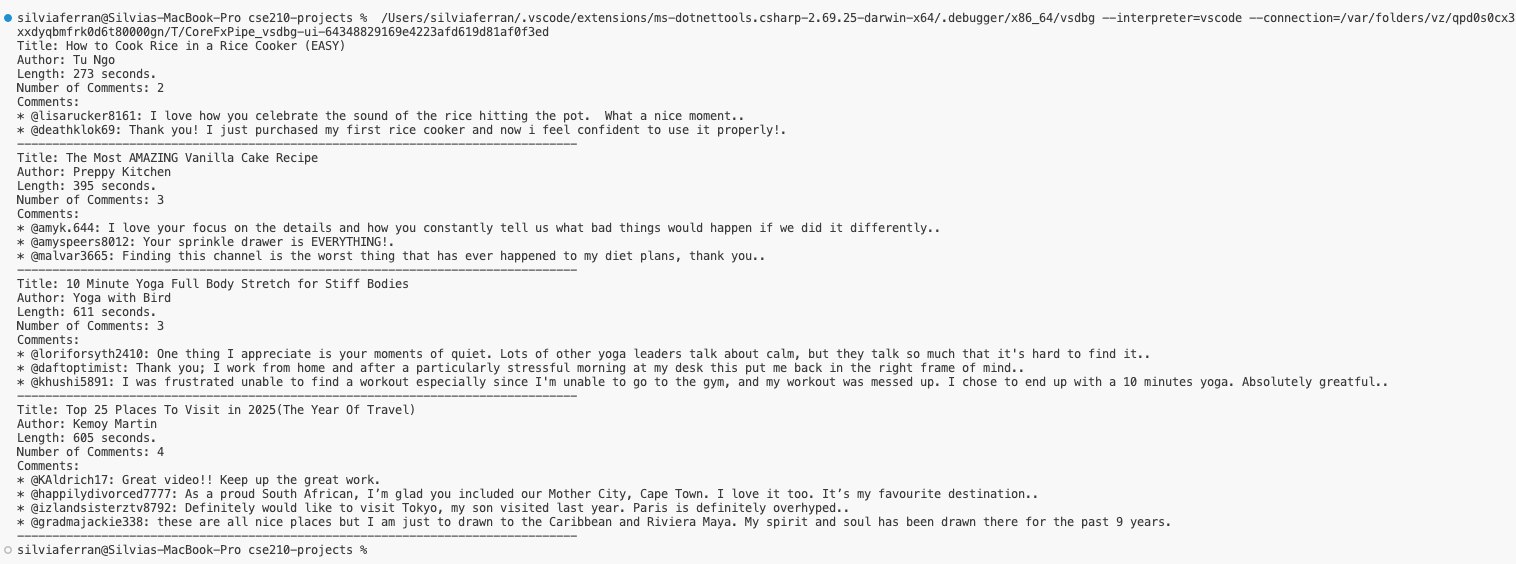 silviaferran@Silvias-MacBook-Pro cse210-projects %  /Users/silviaferran/.vscode/extensions/ms-dotnettools.csharp-2.69.25-darwin-x64/.debugger/x86_64/vsdbg --interpreter=vscode --connection=/var/folders/vz/qpd0s0cx3
xxdyqbmfrk0d6t80000gn/T/CoreFxPipe_vsdbg-ui-64348829169e4223afd619d81af0f3ed
Title: How to Cook Rice in a Rice Cooker (EASY)
Author: Tu Ngo
Length: 273 seconds.
Number of Comments: 2
Comments:
* @lisarucker8161: I love how you celebrate the sound of the rice hitting the pot.  What a nice moment..
* @deathklok69: Thank you! I just purchased my first rice cooker and now i feel confident to use it properly!.
--------------------------------------------------------------------------------
Title: The Most AMAZING Vanilla Cake Recipe
Author: Preppy Kitchen
Length: 395 seconds.
Number of Comments: 3
Comments:
* @amyk.644: I love your focus on the details and how you constantly tell us what bad things would happen if we did it differently..
* @amyspeers8012: Your sprinkle drawer is EVERYTHING!.
* @malvar3665: Finding this channel is the worst thing that has ever happened to my diet plans, thank you..
--------------------------------------------------------------------------------
Title: 10 Minute Yoga Full Body Stretch for Stiff Bodies
Author: Yoga with Bird
Length: 611 seconds.
Number of Comments: 3
Comments:
* @loriforsyth2410: One thing I appreciate is your moments of quiet. Lots of other yoga leaders talk about calm, but they talk so much that it's hard to find it..
* @daftoptimist: Thank you; I work from home and after a particularly stressful morning at my desk this put me back in the right frame of mind..
* @khushi5891: I was frustrated unable to find a workout especially since I'm unable to go to the gym, and my workout was messed up. I chose to end up with a 10 minutes yoga. Absolutely greatful..
--------------------------------------------------------------------------------
Title: Top 25 Places To Visit in 2025(The Year Of Travel)
Author: Kemoy Martin
Length: 605 seconds.
Number of Comments: 4
Comments:
* @KAldrich17: Great video!! Keep up the great work.
* @happilydivorced7777: As a proud South African, I’m glad you included our Mother City, Cape Town. I love it too. It’s my favourite destination..
* @izlandsisterztv8792: Definitely would like to visit Tokyo, my son visited last year. Paris is definitely overhyped..
* @gradmajackie338: these are all nice places but I am just to drawn to the Caribbean and Riviera Maya. My spirit and soul has been drawn there for the past 9 years.
--------------------------------------------------------------------------------
silviaferran@Silvias-MacBook-Pro cse210-projects %